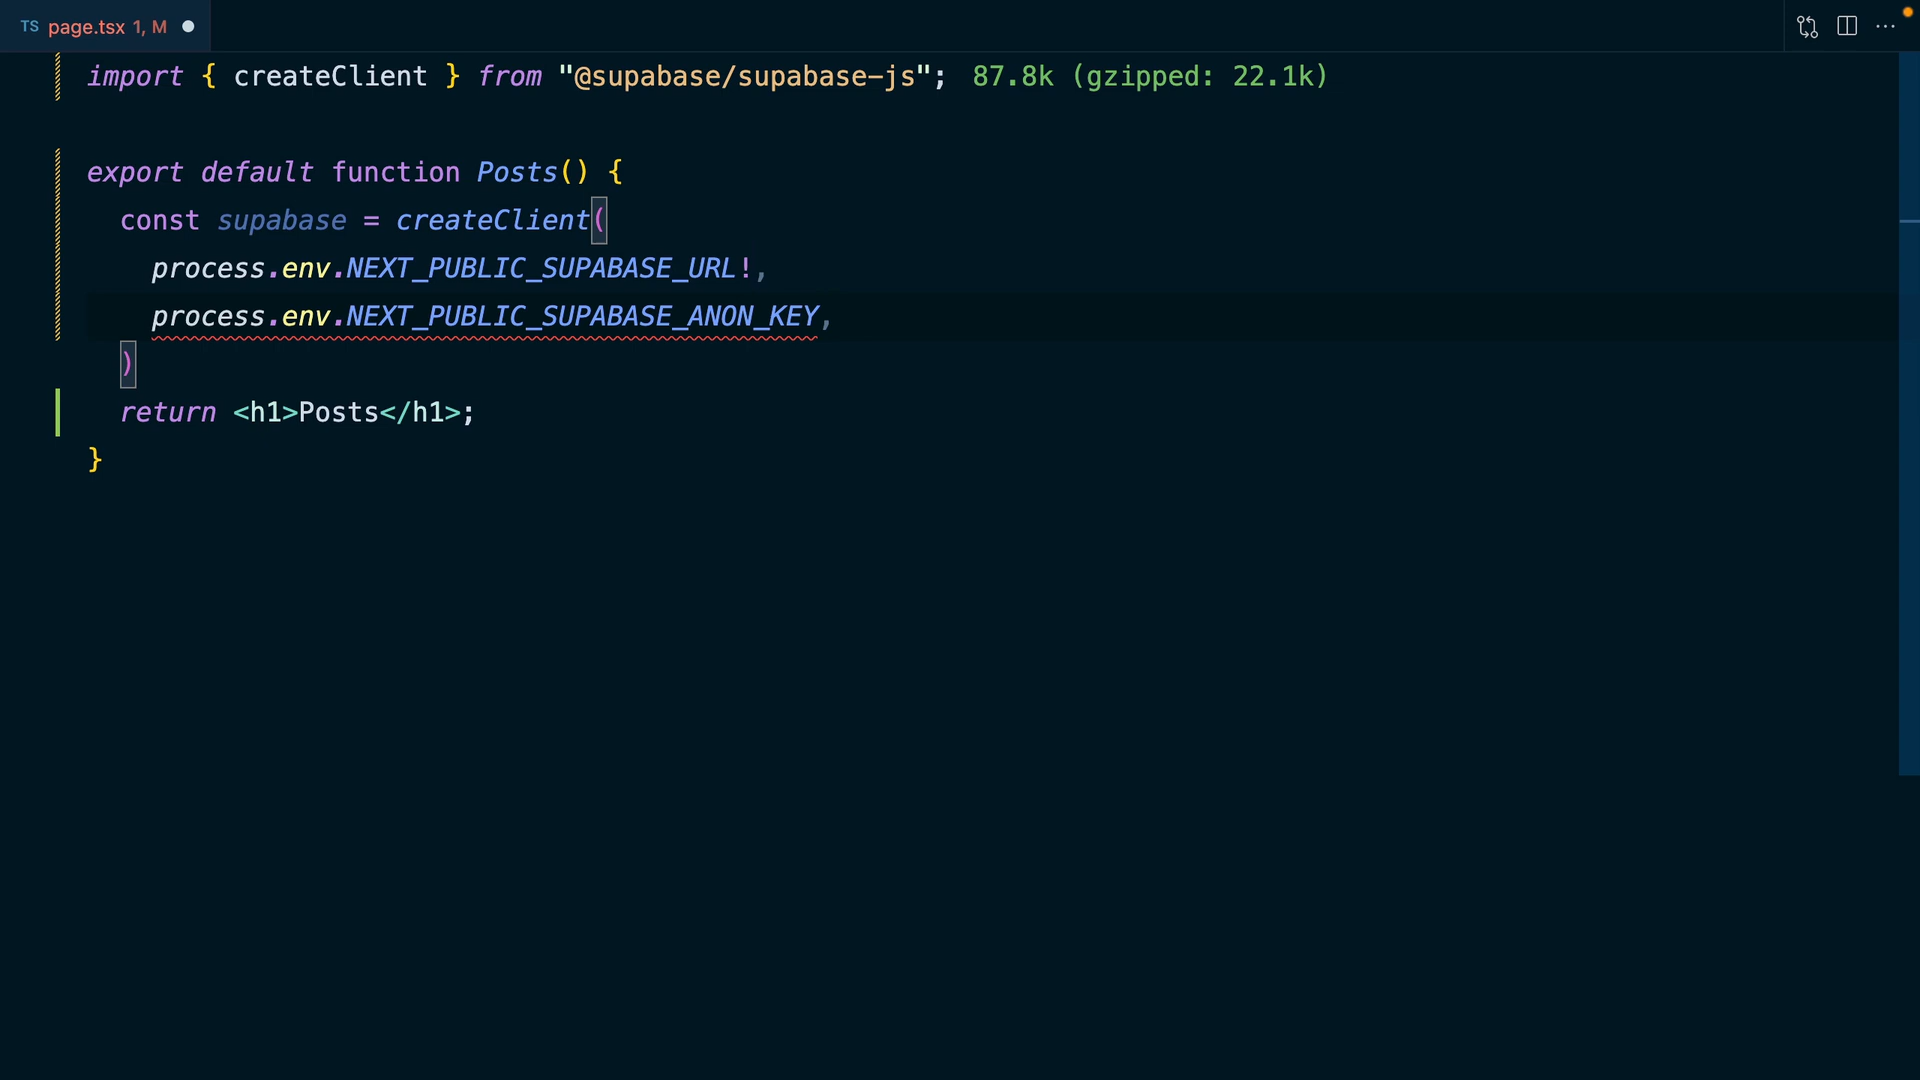 TS page.tsx 1, M
import { createClient } from "@supabase/supabase-js"; 87.8k (gzipped: 22.1k)
export default function Posts() {
const supabase = createClient(
process.env.NEXT_PUBLIC_SUPABASE_URL!,
process.env.NEXT_PUBLIC_SUPABASE_ANON_KEY,
)
return <h1>Posts</h1>;
}